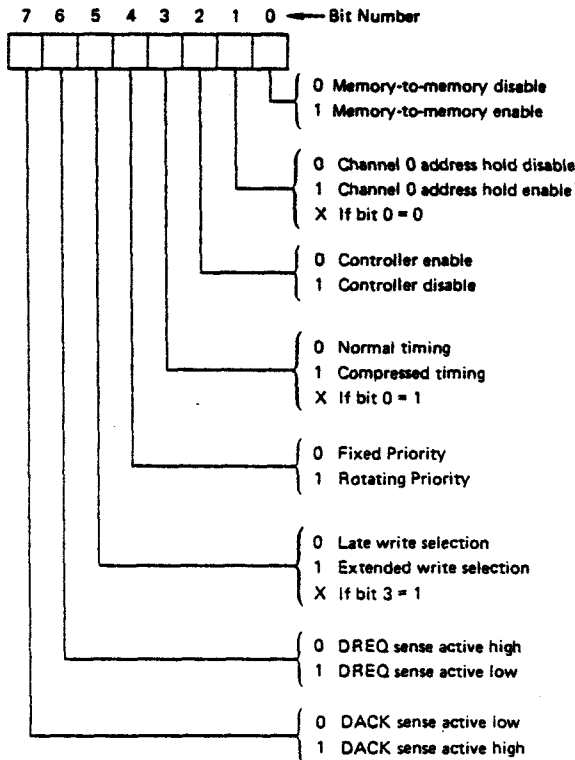 7 6 5 4 3 2 1 0 Bit Number
0 Memory-to-memory disable
1 Memory-to-memory enable
0 Channel 0 address hold disable
1 Channel 0 address hold enable
X If bit 0 = 0
0 Controller enable
1 Controller disable
0 Normal timing
1 Compressed timing
X If bit 0 = 1
0 Fixed Priority
1 Rotating Priority
0 Late write selection
1 Extended write selection
X If bit 3 = 1
0 DREQ sense active high
1 DREQ sense active low
0 DACK sense active low
1 DACK sense active high